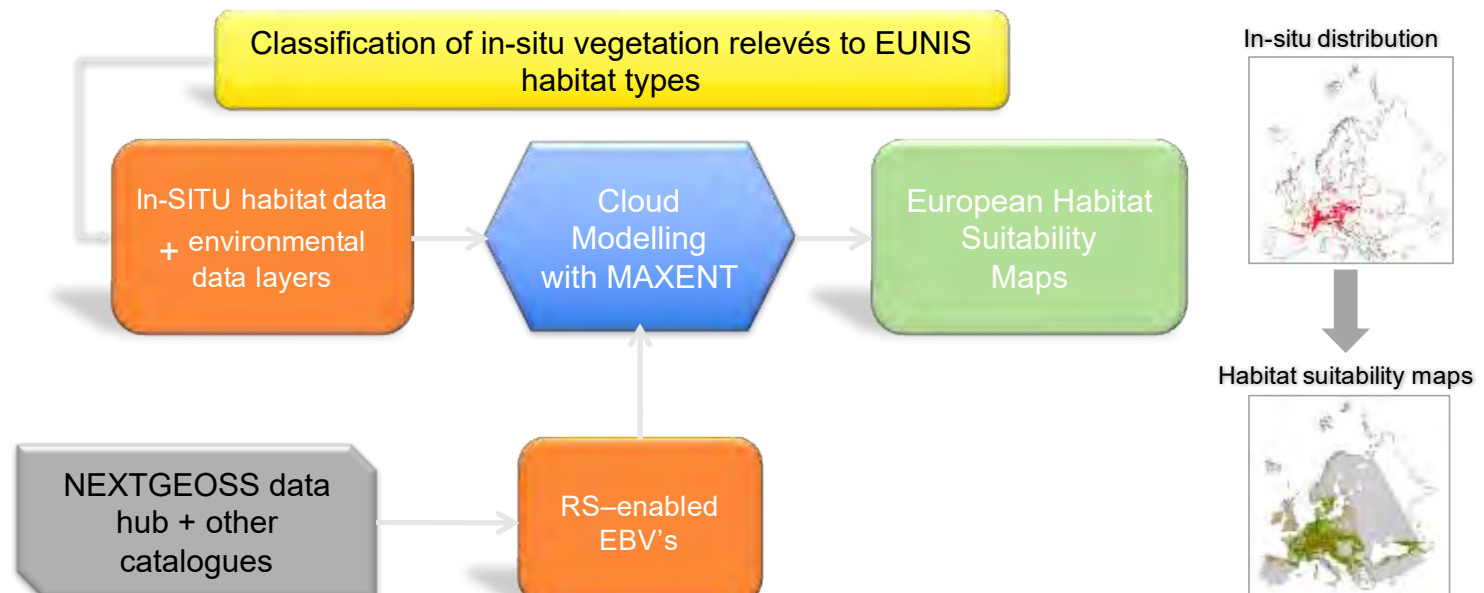 Classification of in-situ vegetation relevés to EUNIS
habitat types
In-SITU habitat data
+ environmental
data layers
Cloud
Modelling
with MAXENT
European Habitat
Suitability
Maps
NEXTGEOSS data
hub + other
catalogues
RS–enabled
EBV's
In-situ distribution
Habitat suitability maps